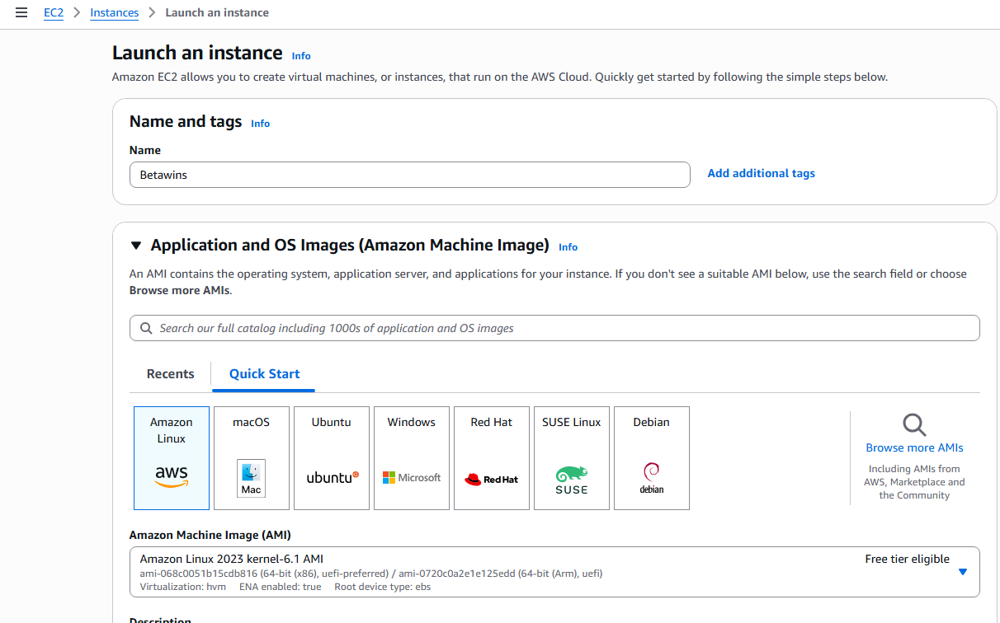 EC2 > Instances > Launch an instance
Launch an instance Info
Amazon EC2 allows you to create virtual machines, or instances, that run on the AWS Cloud. Quickly get started by following the simple steps below.
Name and tags Info
Name
Betawins
Add additional tags
Application and OS Images (Amazon Machine Image) Info
An AMI contains the operating system, application server, and applications for your instance. If you don't see a suitable AMI below, use the search field or choose
Browse more AMIs.
Search our full catalog including 1000s of application and OS images
Recents
Quick Start
Amazon
Linux
aws
macOS
Mac
Ubuntu
ubuntu
Windows
Microsoft
Red Hat
Red Hat
SUSE Linux
SUSE
Debian
debian
Browse more AMIs
Including AMIs from
AWS, Marketplace and
the Community
Amazon Machine Image (AMI)
Amazon Linux 2023 kernel-6.1 AMI
Free tier eligible
ami-068c0051b15cdb816 (64-bit (x86), uefi-preferred) / ami-0720c0a2e1e125edd (64-bit (Arm), uefi)
Virtualization: hvm ENA enabled: true Root device type: ebs
Description